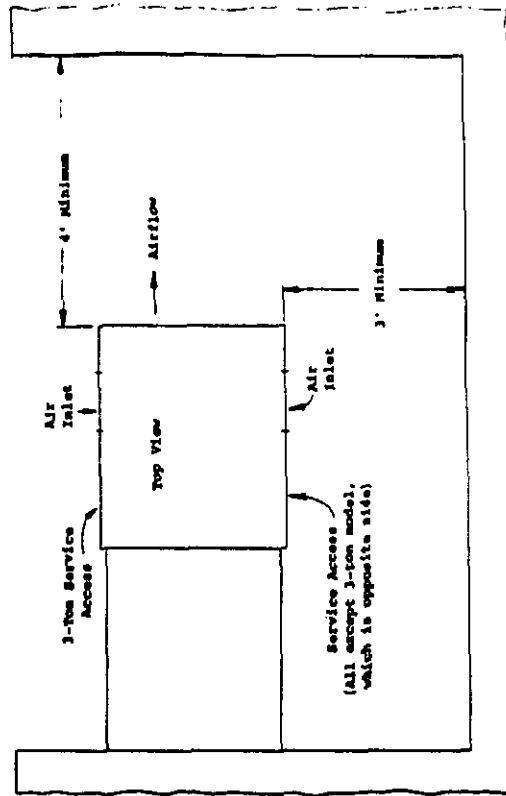 4' Minimum
Airflow
Air
Inlet
3-Ton Service
Access
Top View
Air
Inlet
3' Minimum
Service Access
(All except 3-ton model,
which is opposite side)